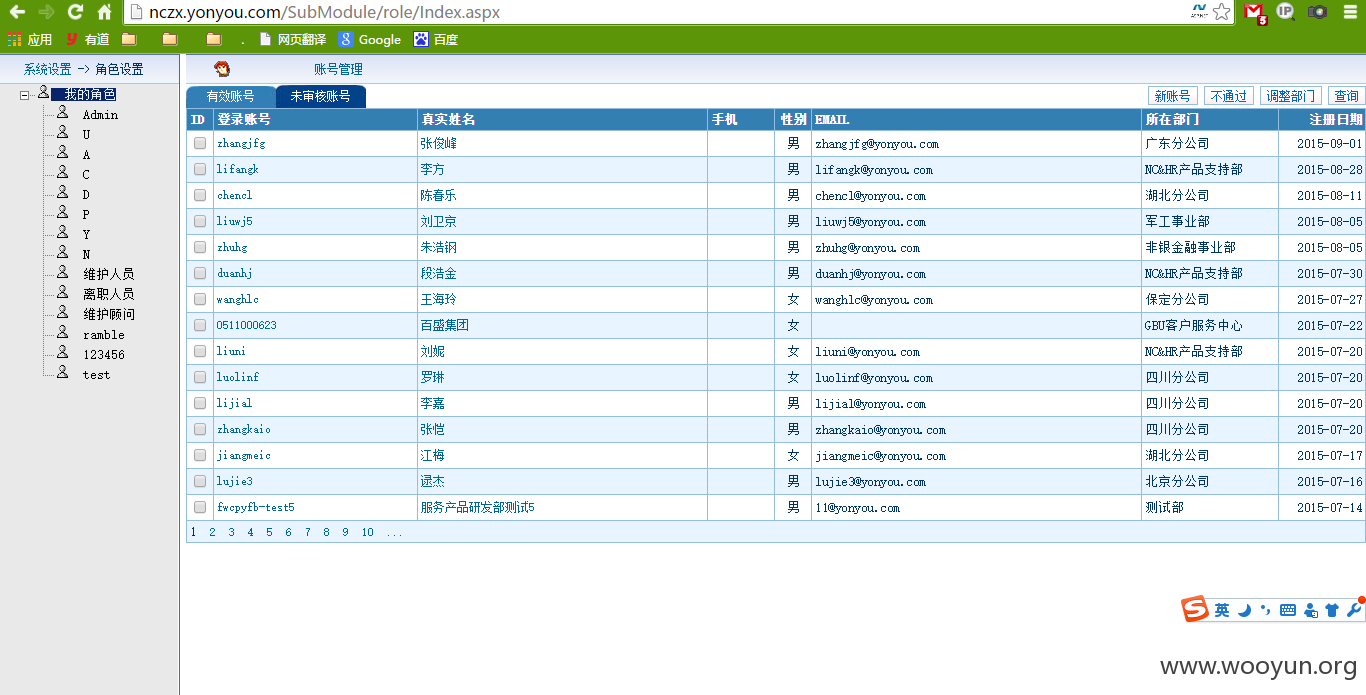 nczx.yonyou.com/SubModule/role/Index.aspx
应用 有道 . 网页翻译 Google 百度
系统设置 -> 角色设置 账号管理
我的角色
Admin
U
A
C
D
P
Y
N
维护人员
离职人员
维护顾问
ramble
123456
test
有效账号 未审核账号 新账号 不通过 调整部门 查询
ID 登录账号 真实姓名 手机 性别 EMAIL 所在部门 注册日期
zhangjfg 张俊峰 男 zhangjfg@yonyou.com 广东分公司 2015-09-01
lifangk 李方 男 lifangk@yonyou.com NC&HR产品支持部 2015-08-28
chencl 陈春乐 男 chencl@yonyou.com 湖北分公司 2015-08-11
liuwj5 刘卫京 男 liuwj5@yonyou.com 军工事业部 2015-08-05
zhuhg 朱浩钢 男 zhuhg@yonyou.com 非银金融事业部 2015-08-05
duanhj 段浩金 男 duanhj@yonyou.com NC&HR产品支持部 2015-07-30
wanghlc 王海玲 女 wanghlc@yonyou.com 保定分公司 2015-07-27
0511000623 百盛集团 女 GBU客户服务中心 2015-07-22
liuni 刘妮 女 liuni@yonyou.com NC&HR产品支持部 2015-07-20
luolinf 罗琳 女 luolinf@yonyou.com 四川分公司 2015-07-20
lijial 李嘉 男 lijial@yonyou.com 四川分公司 2015-07-20
zhangkaio 张恺 男 zhangkaio@yonyou.com 四川分公司 2015-07-20
jiangmeic 江梅 女 jiangmeic@yonyou.com 湖北分公司 2015-07-17
lujie3 逯杰 男 lujie3@yonyou.com 北京分公司 2015-07-16
fwcpyfb-test5 服务产品研发部测试5 男 11@yonyou.com 测试部 2015-07-14
1 2 3 4 5 6 7 8 9 10 ...
英
www.wooyun.org